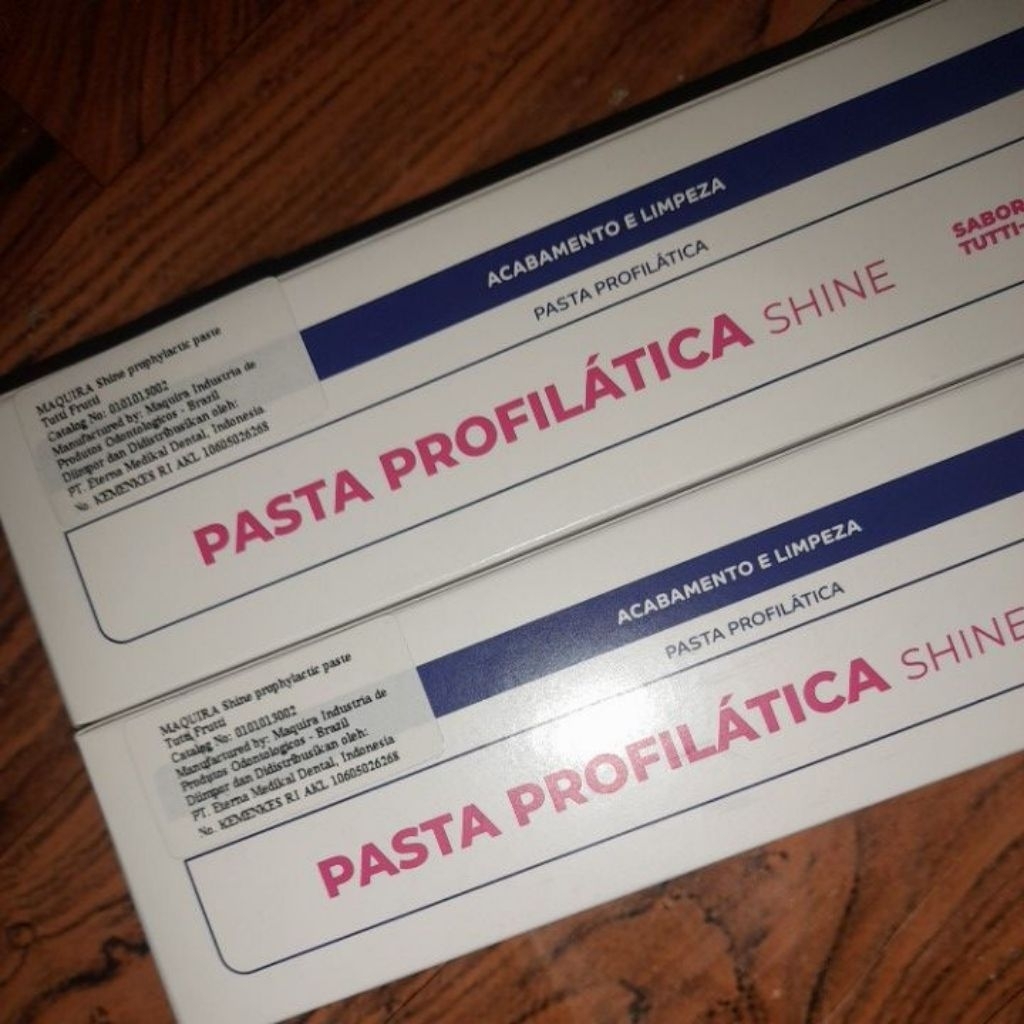 ACABAMENTO E LIMPEZA
PASTA PROFILÁTICA
PASTA PROFILÁTICA SHINE
SABOR
TUTTI-
MAQUIRA Shine prophylactic paste
Tutti Frutti
Catalog No: 0101013002
Manufactured by: Maquira Industria de
Produtos Odontologicos - Brazil
Diimpor dan Didistribusikan oleh:
PT. Eterna Medikal Dental, Indonesia
No. KEMENKES RI AKL 10605026268
ACABAMENTO E LIMPEZA
PASTA PROFILÁTICA
PASTA PROFILÁTICA SHINE
MAQUIRA Shine prophylactic paste
Tutti Frutti
Catalog No: 0101013002
Manufactured by: Maquira Industria de
Produtos Odontologicos - Brazil
Diimpor dan Didistribusikan oleh:
PT. Eterna Medikal Dental, Indonesia
No. KEMENKES RI AKL 10605026268